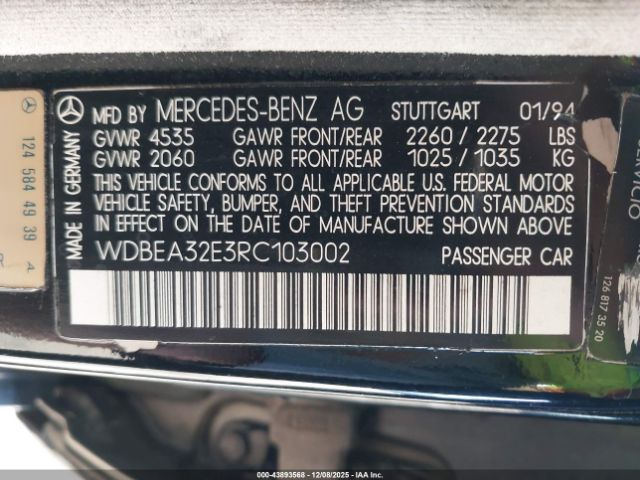 MFD BY MERCEDES-BENZ AG STUTTGART 01/94
GVWR 4535 GAWR FRONT/REAR 2260 / 2275 LBS
GVWR 2060 GAWR FRONT/REAR 1025 / 1035 KG
THIS VEHICLE CONFORMS TO ALL APPLICABLE U.S. FEDERAL MOTOR
VEHICLE SAFETY, BUMPER, AND THEFT PREVENTION STANDARDS
IN EFFECT ON THE DATE OF MANUFACTURE SHOWN ABOVE
WDBEA32E3RC103002 PASSENGER CAR
MADE IN GERMANY
124 584 49 39
R A
126 817 35 20
000-43893568 - 12/08/2025 - IAAI.COM